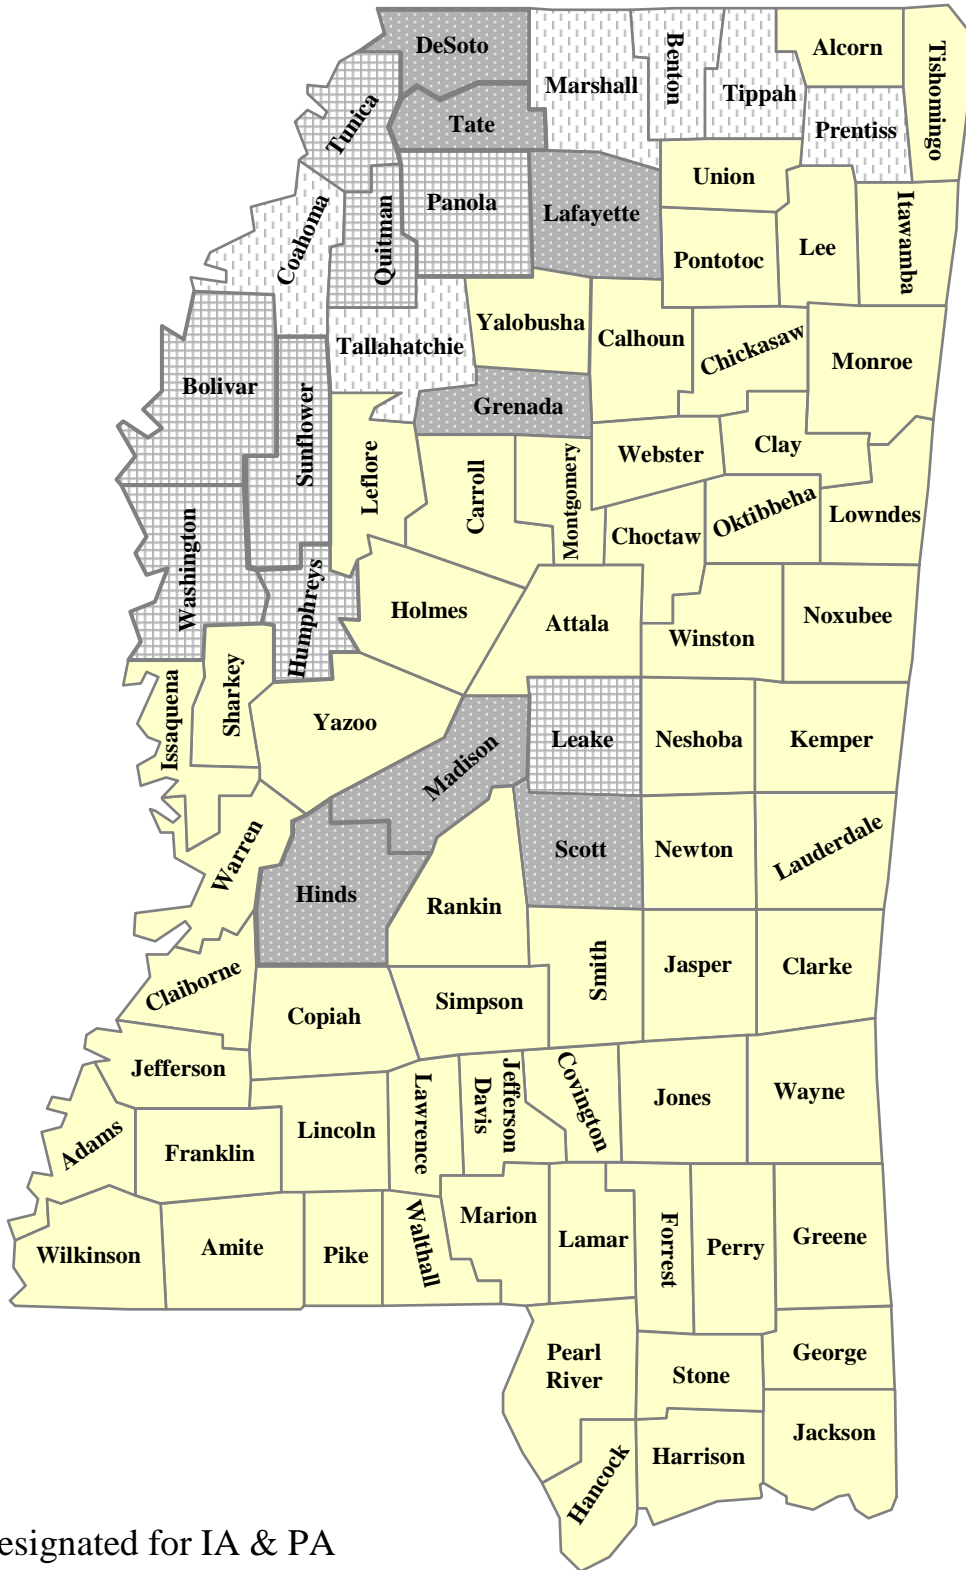 DeSoto
Alcorn
Tishomingo
Benton
Marshall
Tippah
Tunica
Tate
Prentiss
Union
Panola
Lafayette
Quitman
Coahoma
Itawamba
Lee
Pontotoc
Yalobusha
Calhoun
Chickasaw
Monroe
Tallahatchie
Bolivar
Grenada
Sunflower
Leflore
Carroll
Montgomery
Webster
Clay
Oktibbeha
Lowndes
Choctaw
Washington
Humphreys
Holmes
Attala
Winston
Noxubee
Issaquena
Sharkey
Yazoo
Madison
Leake
Neshoba
Kemper
Warren
Hinds
Rankin
Scott
Newton
Lauderdale
Claiborne
Copiah
Simpson
Smith
Jasper
Clarke
Jefferson
Lawrence
Jefferson
Davis
Covington
Jones
Wayne
Adams
Franklin
Lincoln
Wilkinson
Amite
Pike
Walthall
Marion
Lamar
Forrest
Perry
Greene
Pearl
River
Stone
George
Hancock
Harrison
Jackson
esignated for IA & PA